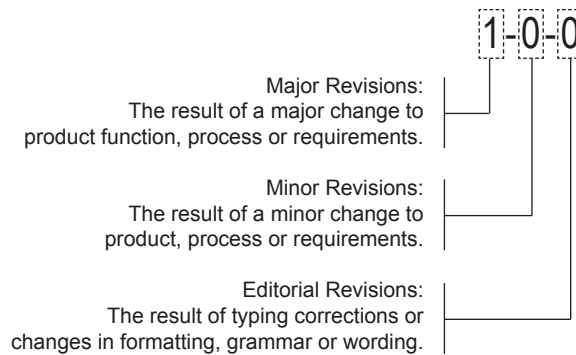 1-0-0
Major Revisions:
The result of a major change to
product function, process or requirements.
Minor Revisions:
The result of a minor change to
product, process or requirements.
Editorial Revisions:
The result of typing corrections or
changes in formatting, grammar or wording.